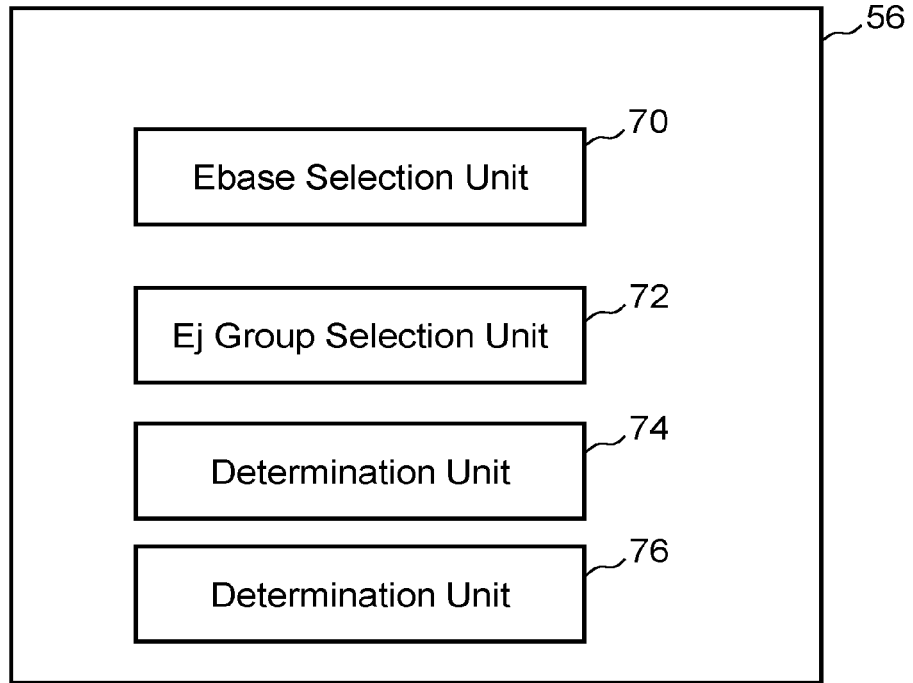 56
70
Ebase Selection Unit
72
Ej Group Selection Unit
74
Determination Unit
76
Determination Unit